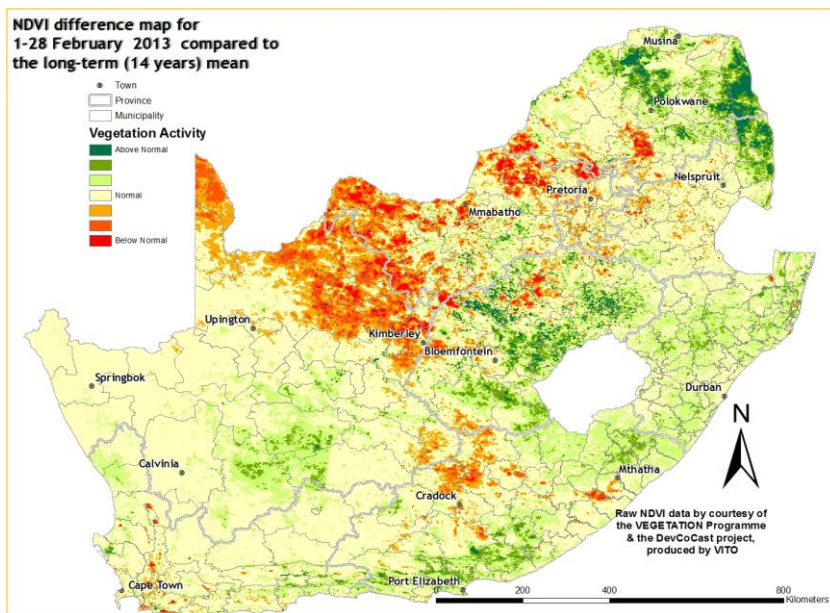 NDVI difference map for
1-28 February 2013 compared to
the long-term (14 years) mean
Town
Province
Municipality
Vegetation Activity
Above Normal
Normal
Below Normal
Musina
Polokwane
Nelspruit
Pretoria
Mmabatho
Upington
Kimberley
Bloemfontein
Springbok
Durban
N
Calvinia
Mthatha
Cradock
Raw NDVI data by courtesy of
the VEGETATION Programme
& the DevCoCast project,
produced by VITO
Cape Town
Port Elizabeth
0 100 200 400 600 800
Kilometers